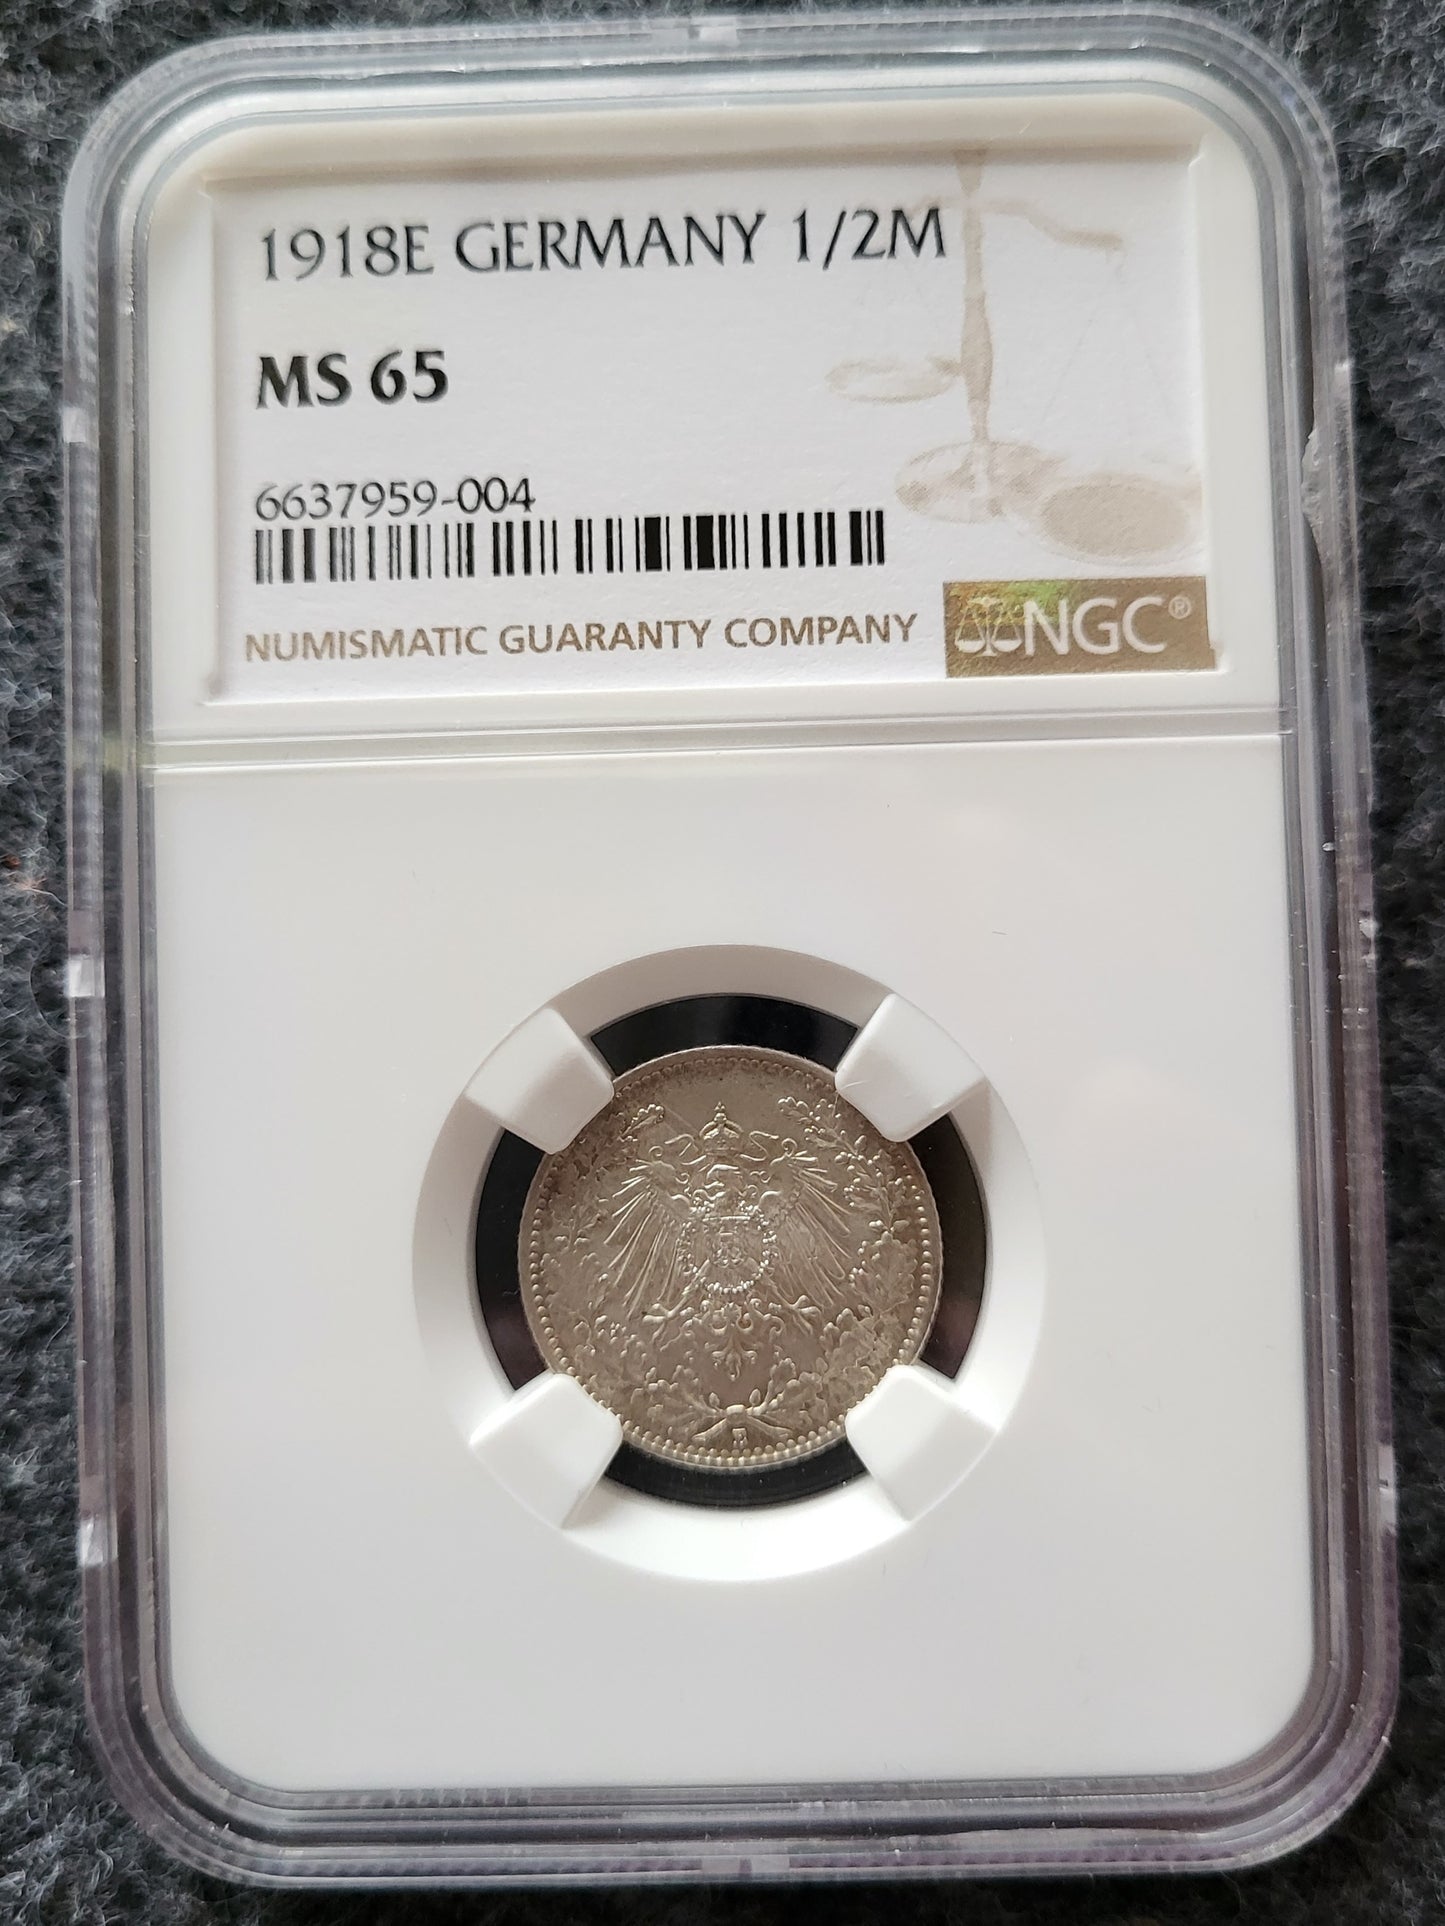 1918E GERMANY 1/2M
MS 65
6637959-004
NUMISMATIC GUARANTY COMPANY
NGC®
E